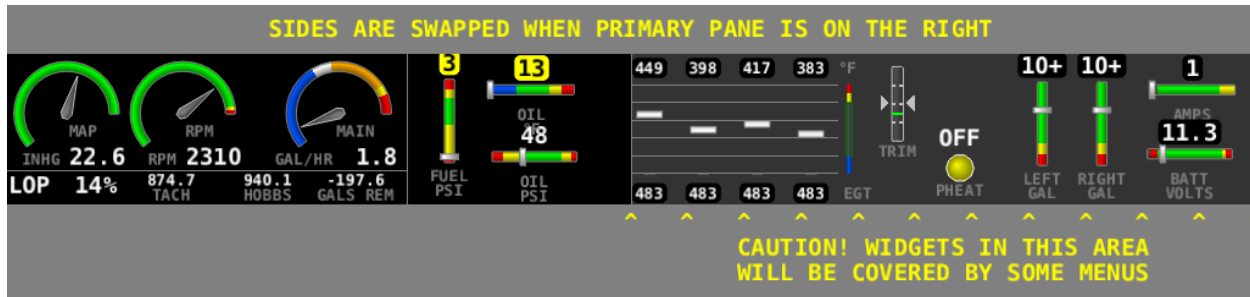 SIDES ARE SWAPPED WHEN PRIMARY PANE IS ON THE RIGHT
3 13 449 398 417 383 °F 10+ 10+ 1
MAP RPM MAIN OIL °F TRIM OFF AMPS
INHG 22.6 RPM 2310 GAL/HR 1.8 48 11.3
LOP 14% 874.7 940.1 -197.6 FUEL OIL LEFT RIGHT BATT
TACH HOBBS GALS REM PSI PSI 483 483 483 483 EGT PHEAT GAL GAL VOLTS
^ ^ ^ ^ ^ ^ ^ ^ ^ ^ ^
CAUTION! WIDGETS IN THIS AREA
WILL BE COVERED BY SOME MENUS